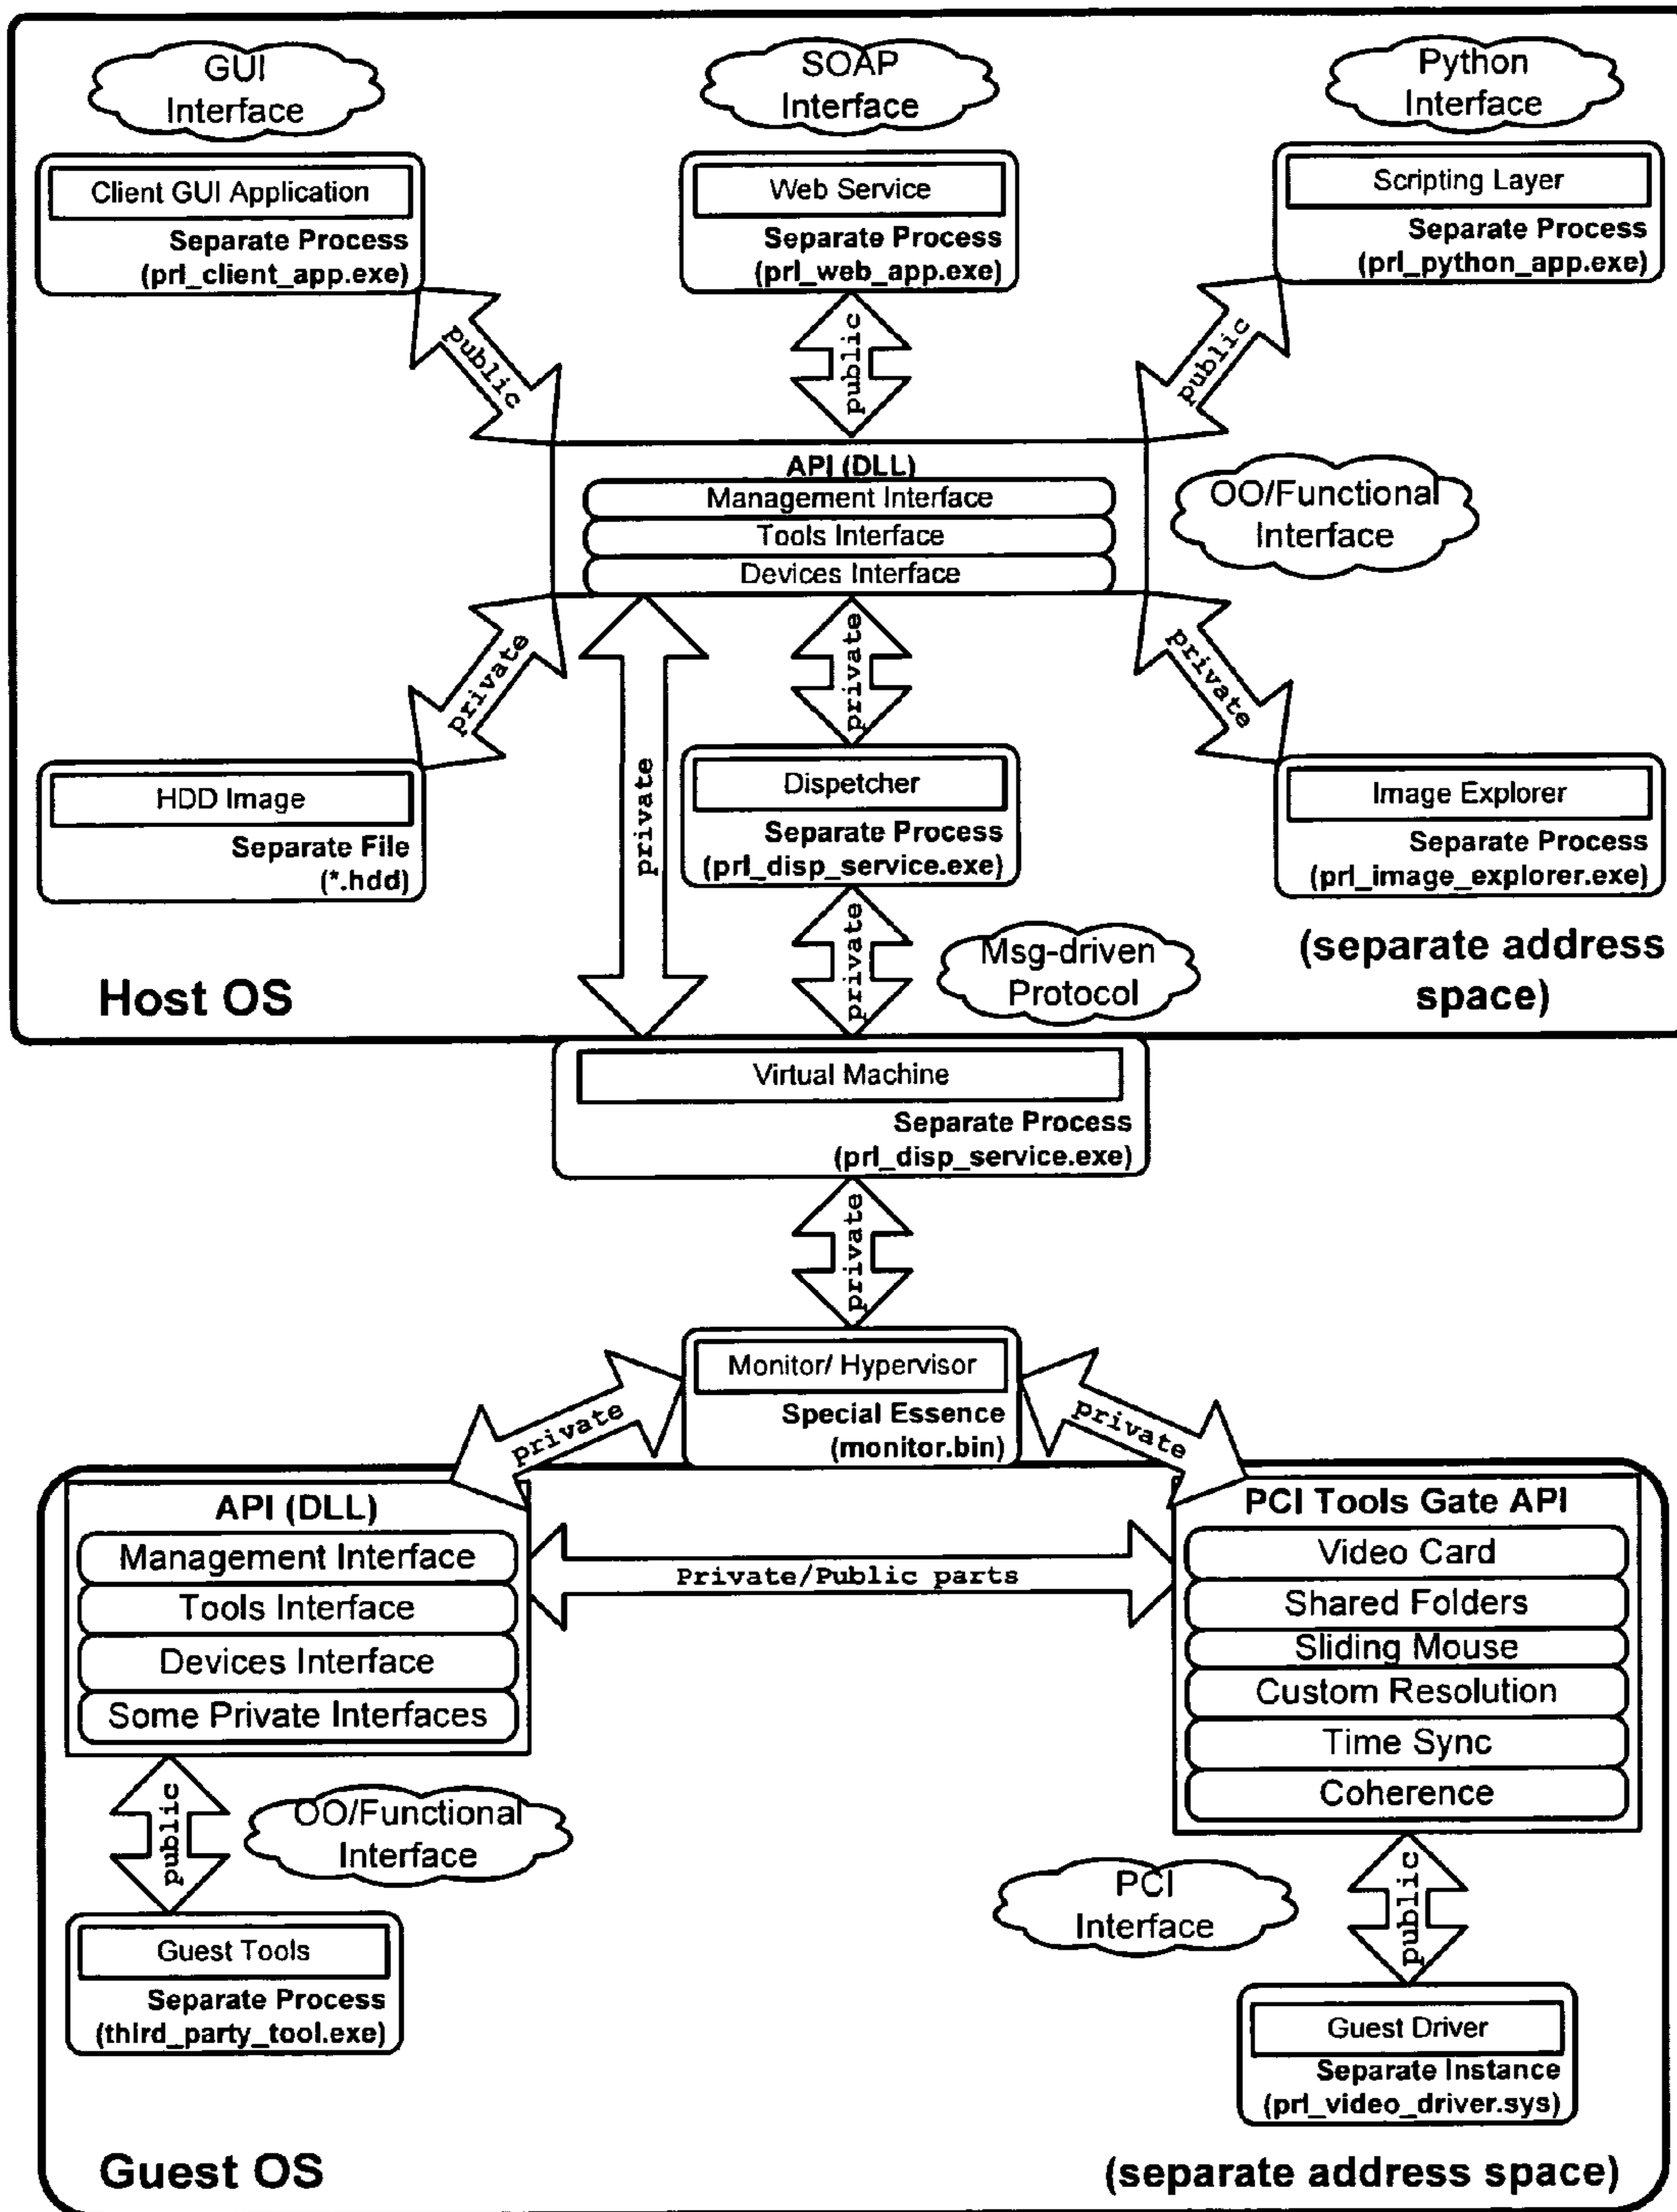 GUI
Interface
SOAP
Interface
Python
Interface
Client GUI Application
Separate Process
(prl_client_app.exe)
Web Service
Separate Process
(prl_web_app.exe)
Scripting Layer
Separate Process
(prl_python_app.exe)
public
public
public
API (DLL)
Management Interface
Tools Interface
Devices Interface
OO/Functional
Interface
private
private
private
private
HDD Image
Separate File
(*.hdd)
Dispetcher
Separate Process
(prl_disp_service.exe)
Image Explorer
Separate Process
(prl_image_explorer.exe)
private
Msg-driven
Protocol
Host OS
(separate address
space)
Virtual Machine
Separate Process
(prl_disp_service.exe)
private
Monitor/ Hypervisor
Special Essence
(monitor.bin)
private
private
API (DLL)
Management Interface
Tools Interface
Devices Interface
Some Private Interfaces
Private/Public parts
PCI Tools Gate API
Video Card
Shared Folders
Sliding Mouse
Custom Resolution
Time Sync
Coherence
public
OO/Functional
Interface
PCI
Interface
public
Guest Tools
Separate Process
(third_party_tool.exe)
Guest Driver
Separate Instance
(prl_video_driver.sys)
Guest OS
(separate address space)